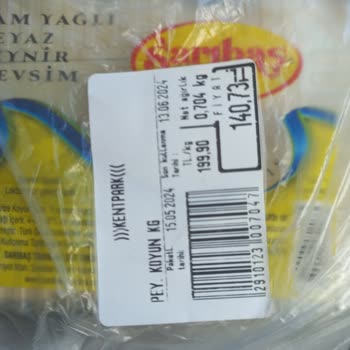 AM YAĞLI
EYAZ
YNİR
EVSİM
Sarıbaş
)))KENTPARK((((
PEY. KOYUN KG
Paket. tarihi
15.05.2024
Son kullanma tarihi:
13.06.2024
TL/kg
199,90
Net ağırlık
0,704 kg
FİYAT
140,73
2910123007047